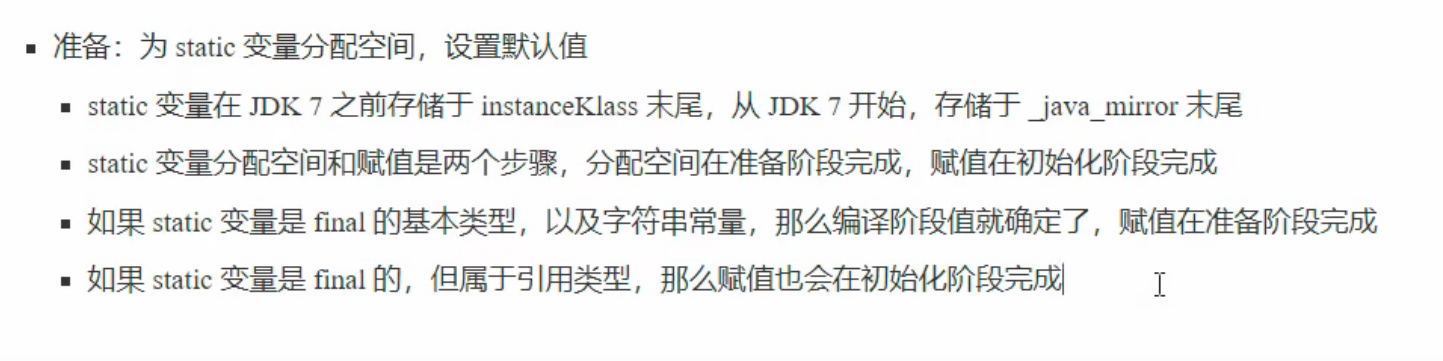 准备：为 static 变量分配空间，设置默认值
static 变量在 JDK 7 之前存储于 instanceKlass 末尾，从 JDK 7 开始，存储于 _java_mirror 末尾
static 变量分配空间和赋值是两个步骤，分配空间在准备阶段完成，赋值在初始化阶段完成
如果 static 变量是 final 的基本类型，以及字符串常量，那么编译阶段值就确定了，赋值在准备阶段完成
如果 static 变量是 final 的，但属于引用类型，那么赋值也会在初始化阶段完成